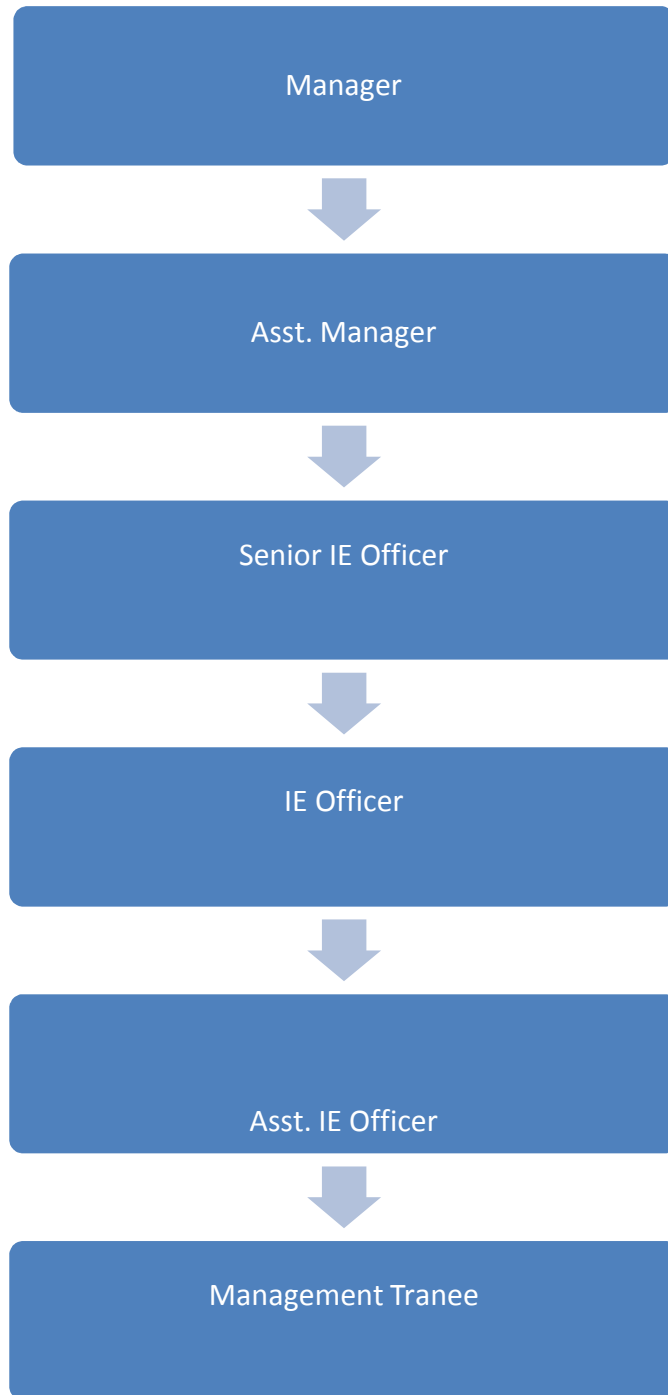 Manager
Asst. Manager
Senior IE Officer
IE Officer
Asst. IE Officer
Management Tranee